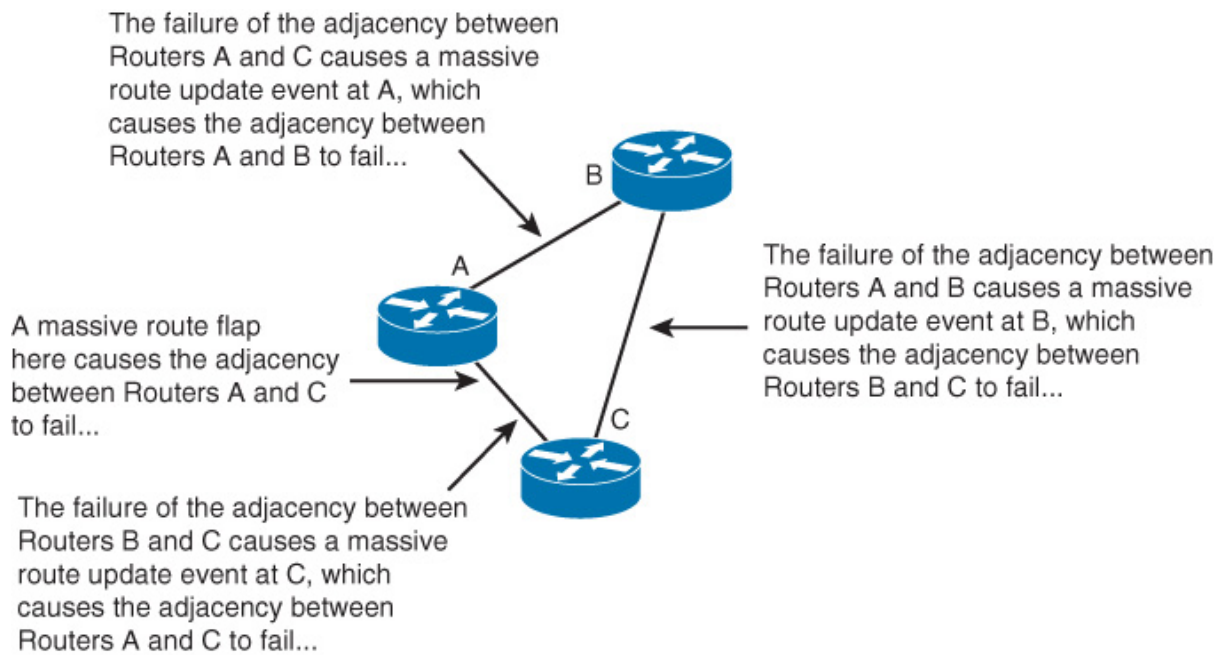 The failure of the adjacency between
Routers A and C causes a massive
route update event at A, which
causes the adjacency between
Routers A and B to fail...
B
A
The failure of the adjacency between
Routers A and B causes a massive
route update event at B, which
causes the adjacency between
Routers B and C to fail...
A massive route flap
here causes the adjacency
between Routers A and C
to fail...
C
The failure of the adjacency between
Routers B and C causes a massive
route update event at C, which
causes the adjacency between
Routers A and C to fail...